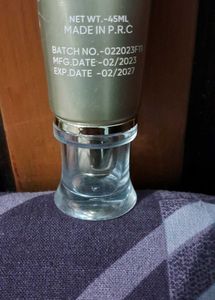 NET WT.-45ML
MADE IN P.R.C
BATCH NO.-022023F11
MFG.DATE-02/2023
EXP.DATE -02/2027